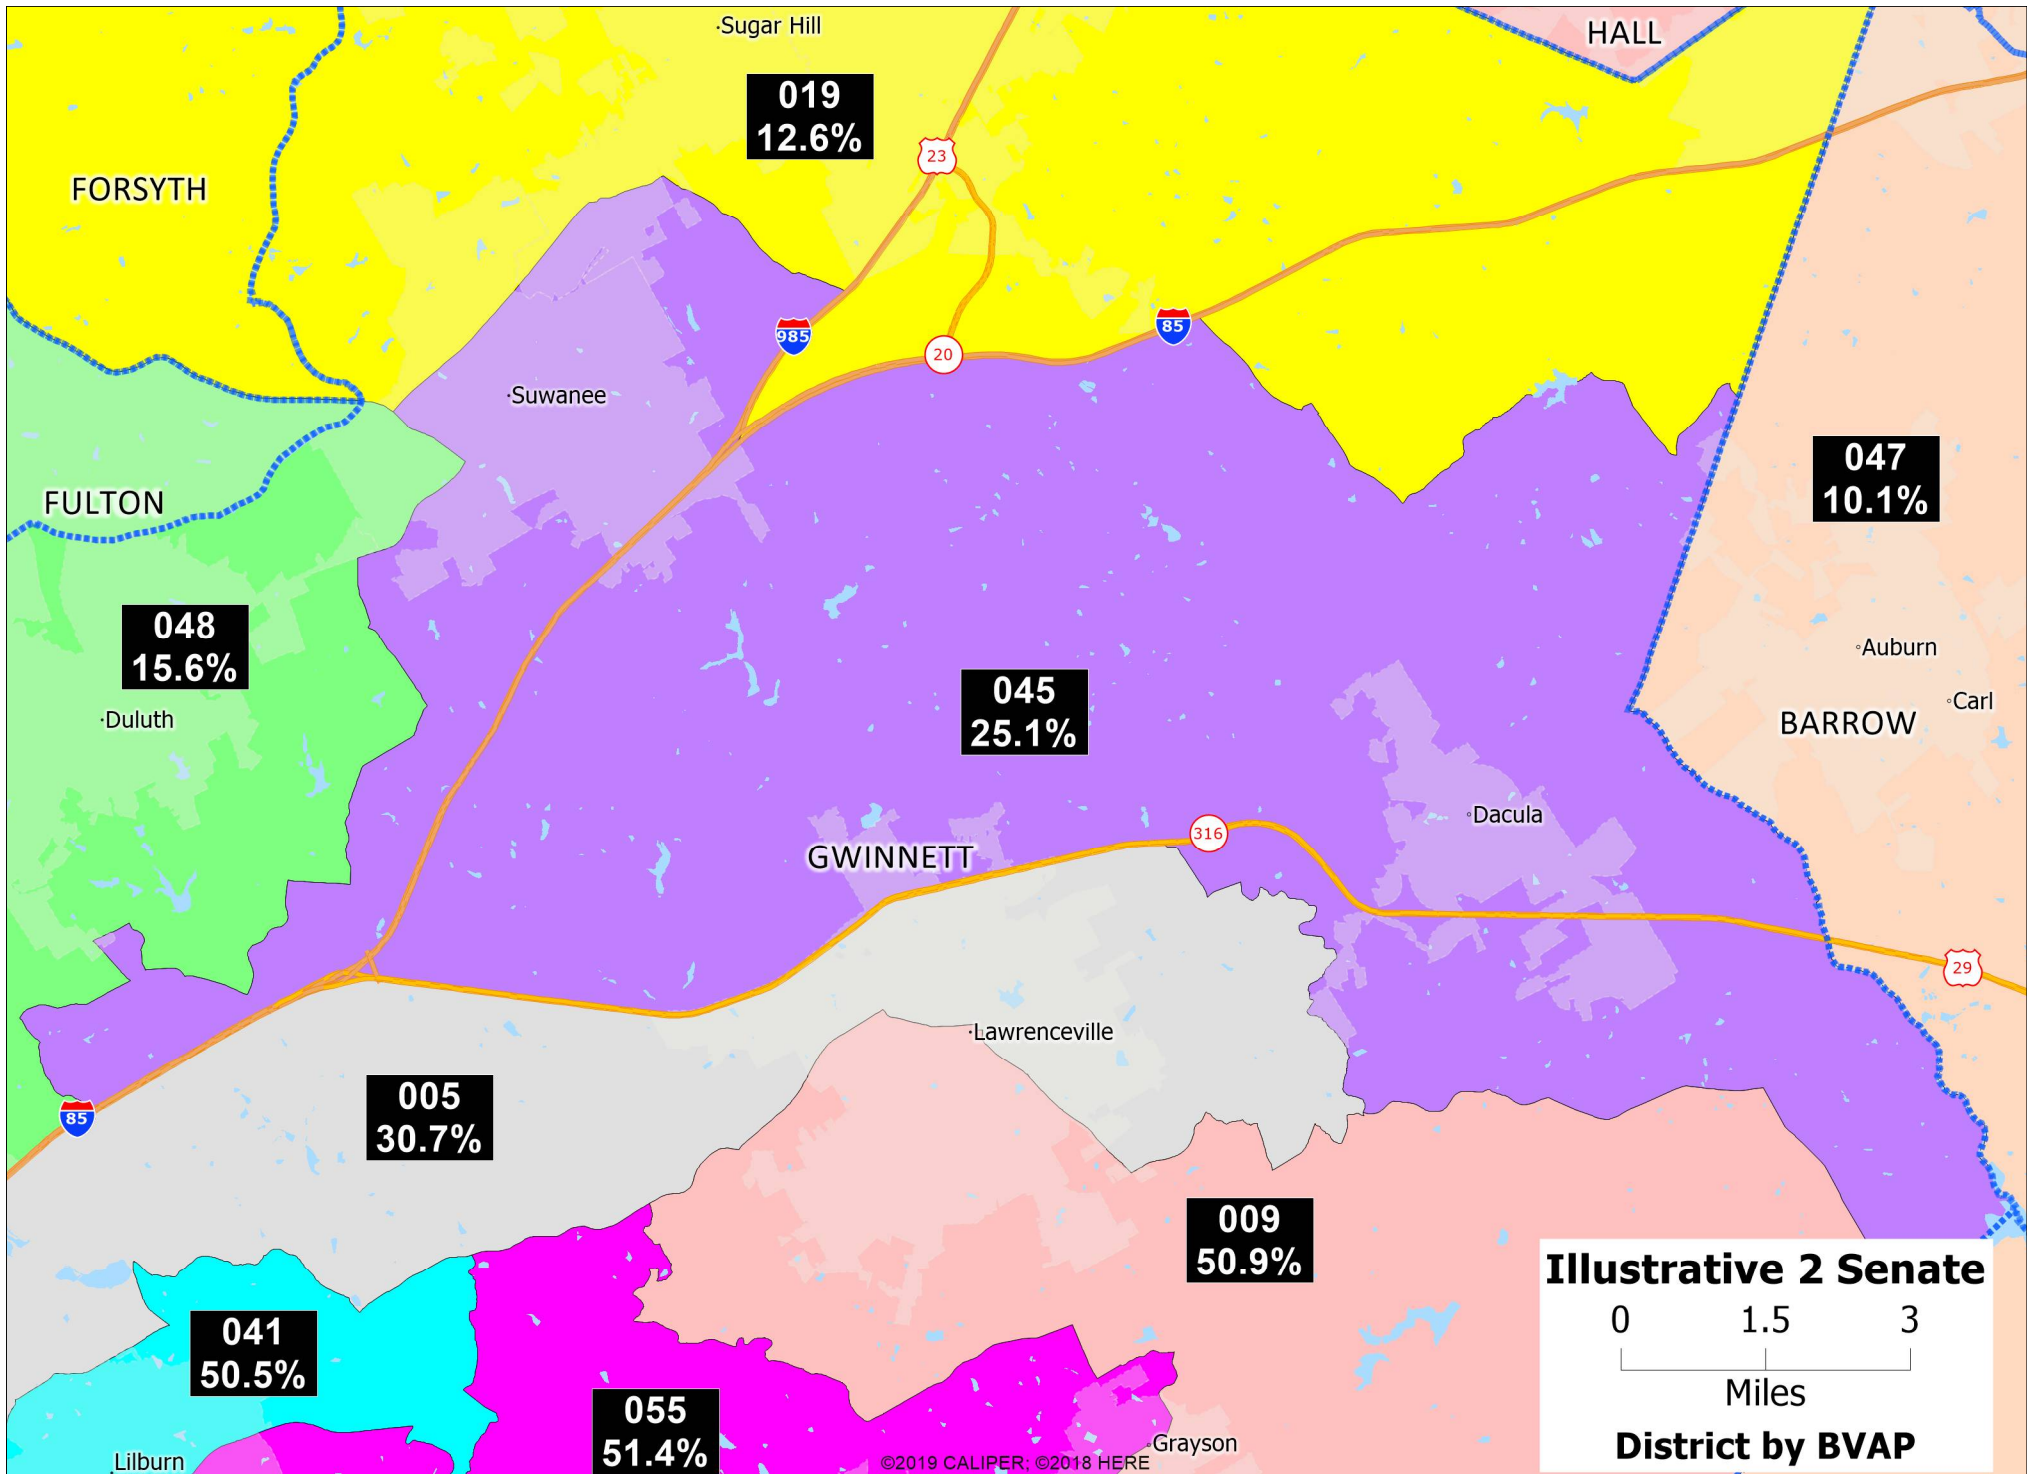 Sugar Hill
HALL
019
12.6%
23
FORSYTH
985
85
20
Suwanee
047
10.1%
FULTON
048
15.6%
Auburn
045
25.1%
Carl
Duluth
BARROW
Dacula
316
GWINNETT
29
Lawrenceville
005
30.7%
85
009
50.9%
Illustrative 2 Senate
0 1.5 3
Miles
District by BVAP
041
50.5%
055
51.4%
Grayson
Lilburn
©2019 CALIPER; ©2018 HERE